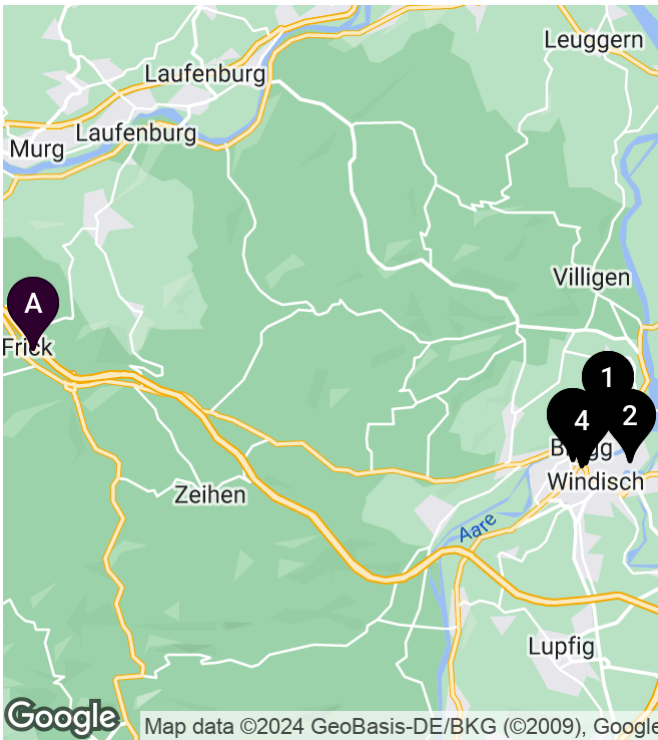 Leuggern
Laufenburg
Laufenburg
Murg
Villigen
A
Frick
1
4
2
Windisch
Zeihen
Aare
Lupfig
Google
Map data ©2024 GeoBasis-DE/BKG (©2009), Google